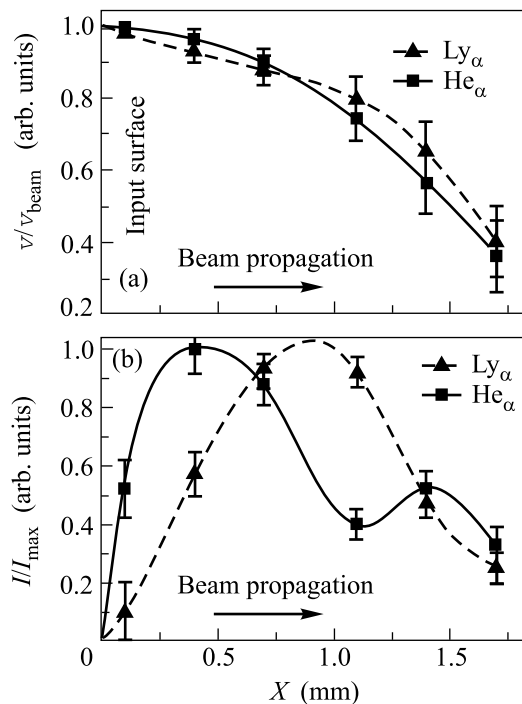 1.0
0.8
0.6
0.4
0.2
v/v_beam (arb. units)
Input surface
Ly_α
He_α
Beam propagation
(a)
(b)
1.0
0.8
0.6
0.4
0.2
I/I_max (arb. units)
Ly_α
He_α
Beam propagation
0 0.5 1.0 1.5
X (mm)